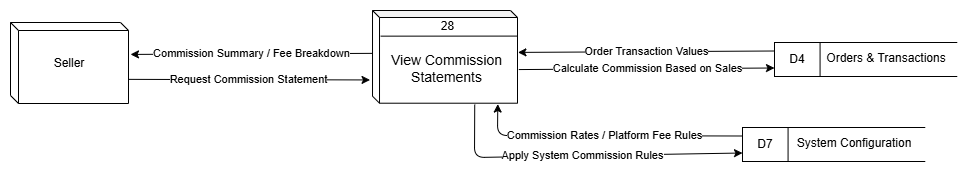 28
Seller
View Commission
Statements
Commission Summary / Fee Breakdown
Request Commission Statement
Order Transaction Values
Calculate Commission Based on Sales
D4
Orders & Transactions
Commission Rates / Platform Fee Rules
Apply System Commission Rules
D7
System Configuration